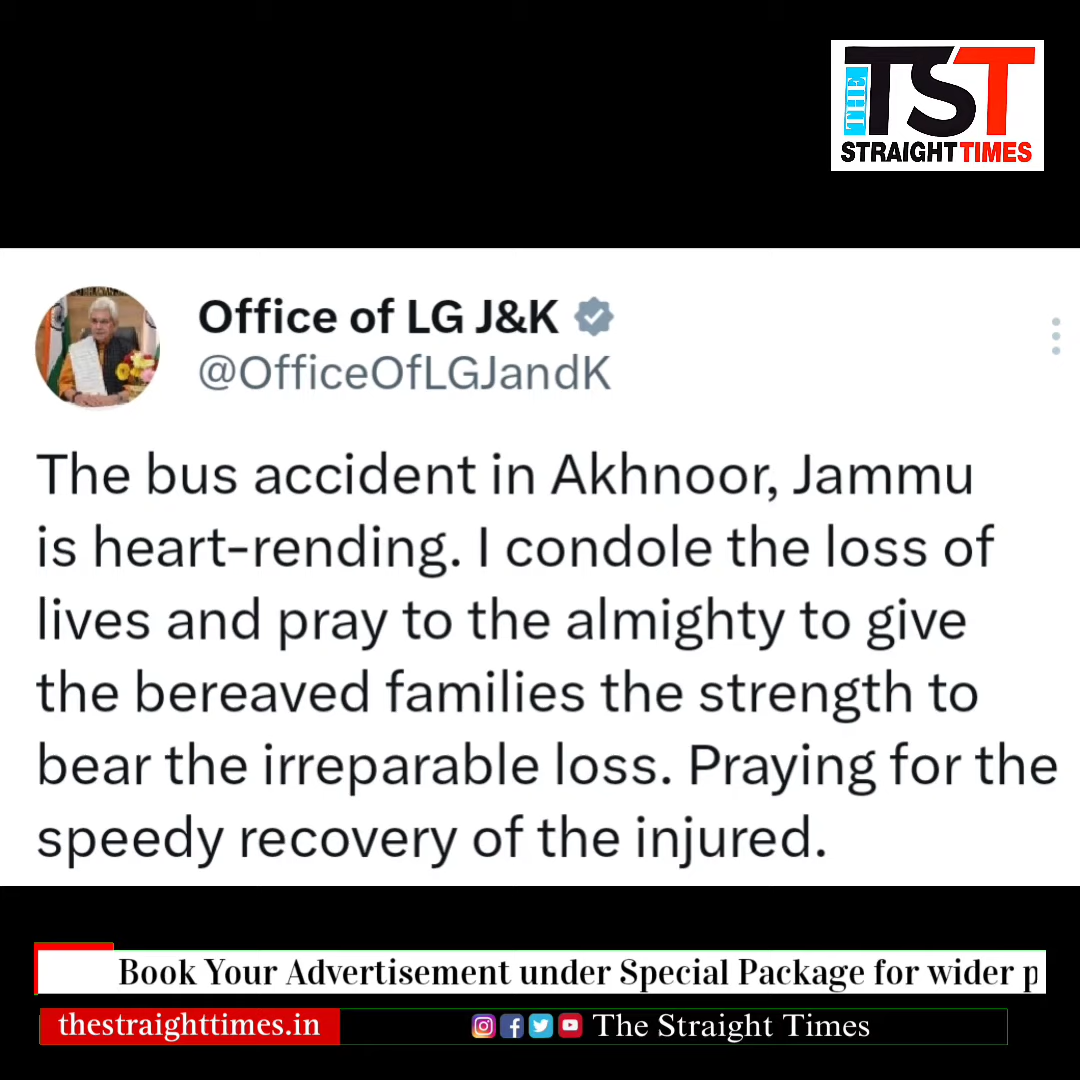 THE TST
STRAIGHT TIMES
Office of LG J&K
@OfficeOfLGJandK
The bus accident in Akhnoor, Jammu
is heart-rending. I condole the loss of
lives and pray to the almighty to give
the bereaved families the strength to
bear the irreparable loss. Praying for the
speedy recovery of the injured.
Book Your Advertisement under Special Package for wider p
thestraighttimes.in
The Straight Times